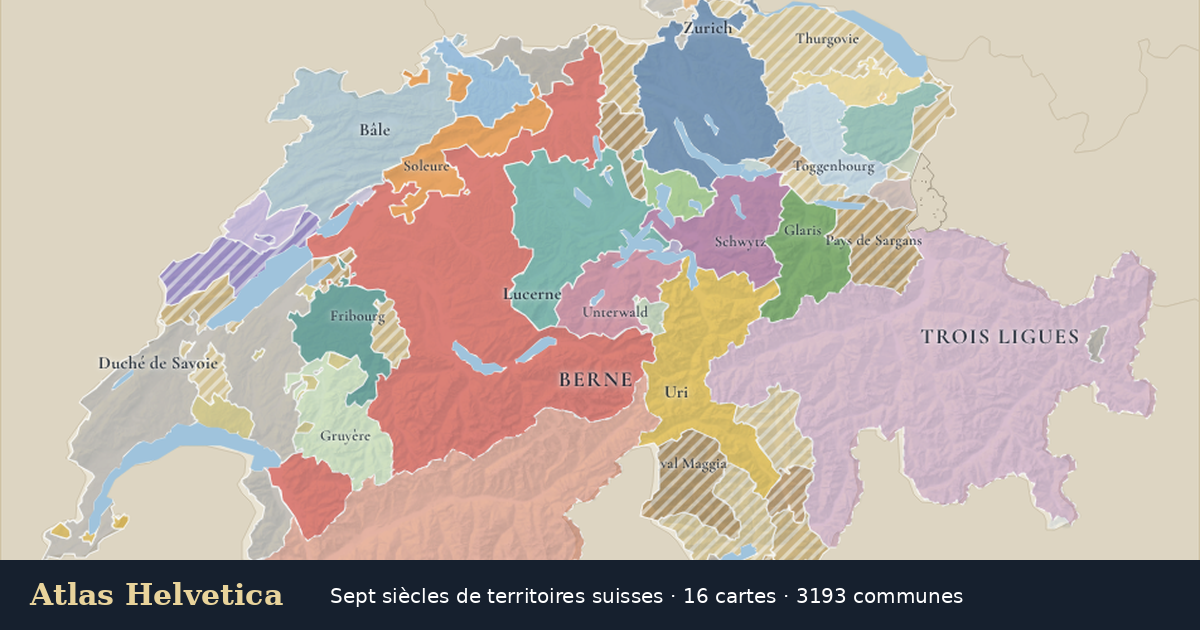 Zurich
Thurgovie
Bâle
Soleure
Toggenbourg
Glaris
Schwytz
Pays de Sargans
Lucerne
Unterwald
Fribourg
TROIS LIGUES
Duché de Savoie
BERNE
Uri
Gruyère
val Maggia
Atlas Helvetica
Sept siècles de territoires suisses · 16 cartes · 3193 communes